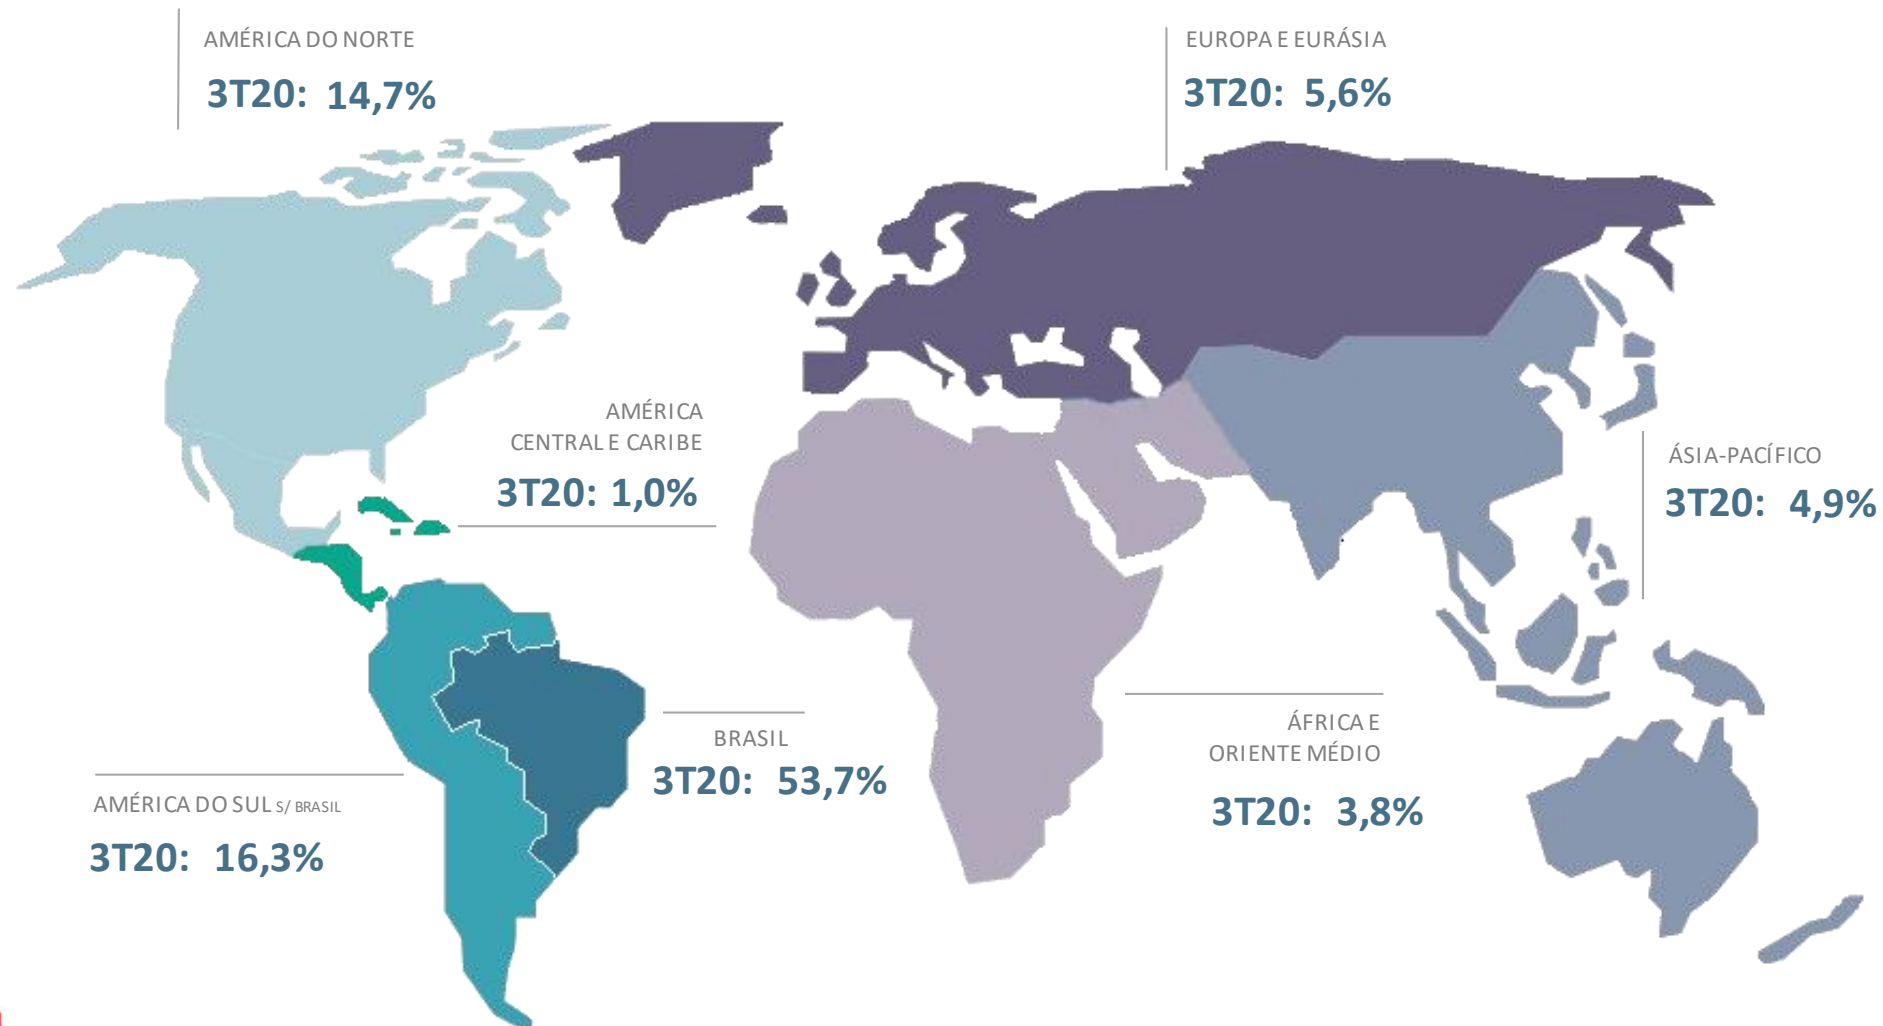 AMÉRICA DO NORTE
3T20: 14,7%
EUROPA E EURÁSIA
3T20: 5,6%
AMÉRICA
CENTRAL E CARIBE
3T20: 1,0%
ÁSIA-PACÍFICO
3T20: 4,9%
BRASIL
3T20: 53,7%
ÁFRICA E
ORIENTE MÉDIO
3T20: 3,8%
AMÉRICA DO SUL S/ BRASIL
3T20: 16,3%